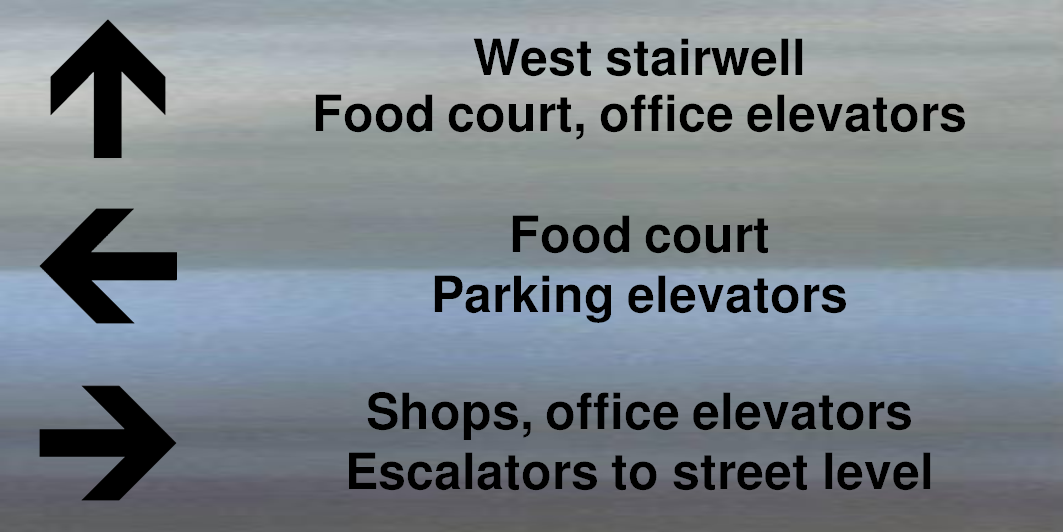 West stairwell
Food court, office elevators
Food court
Parking elevators
Shops, office elevators
Escalators to street level